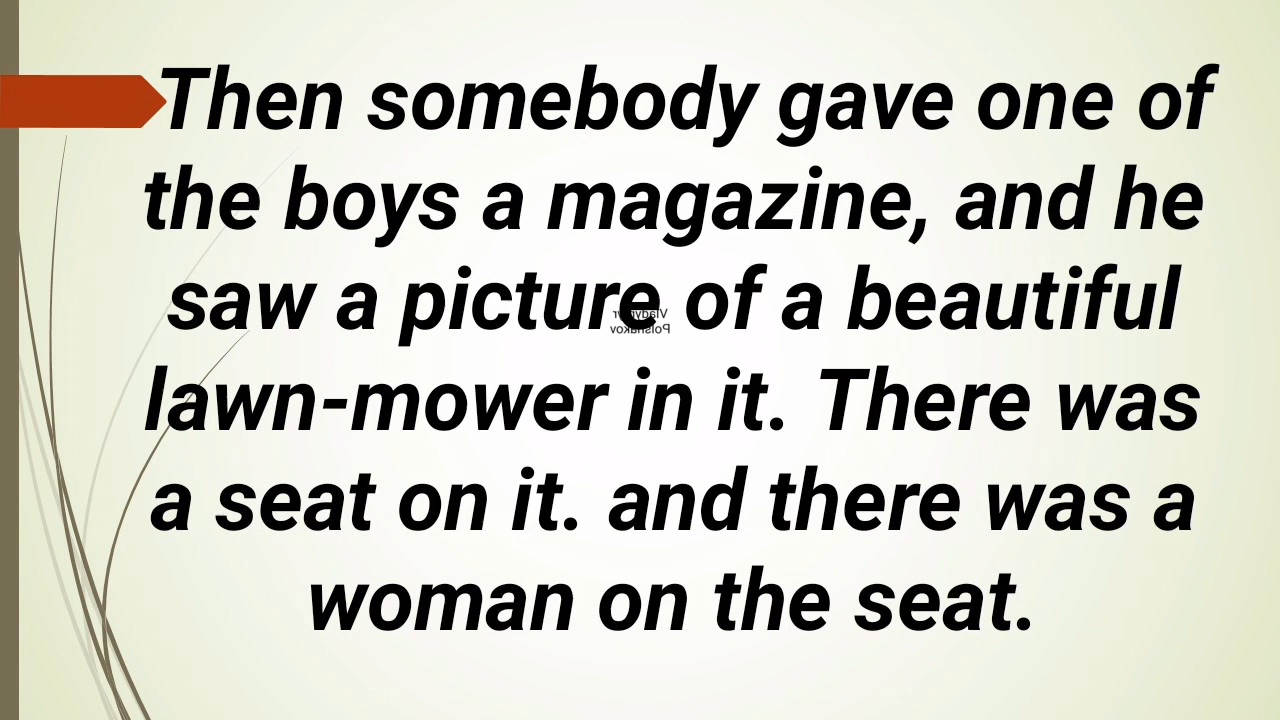 Then somebody gave one of
the boys a magazine, and he
saw a picture of a beautiful
lawn-mower in it. There was
a seat on it. and there was a
woman on the seat.
Polshakov